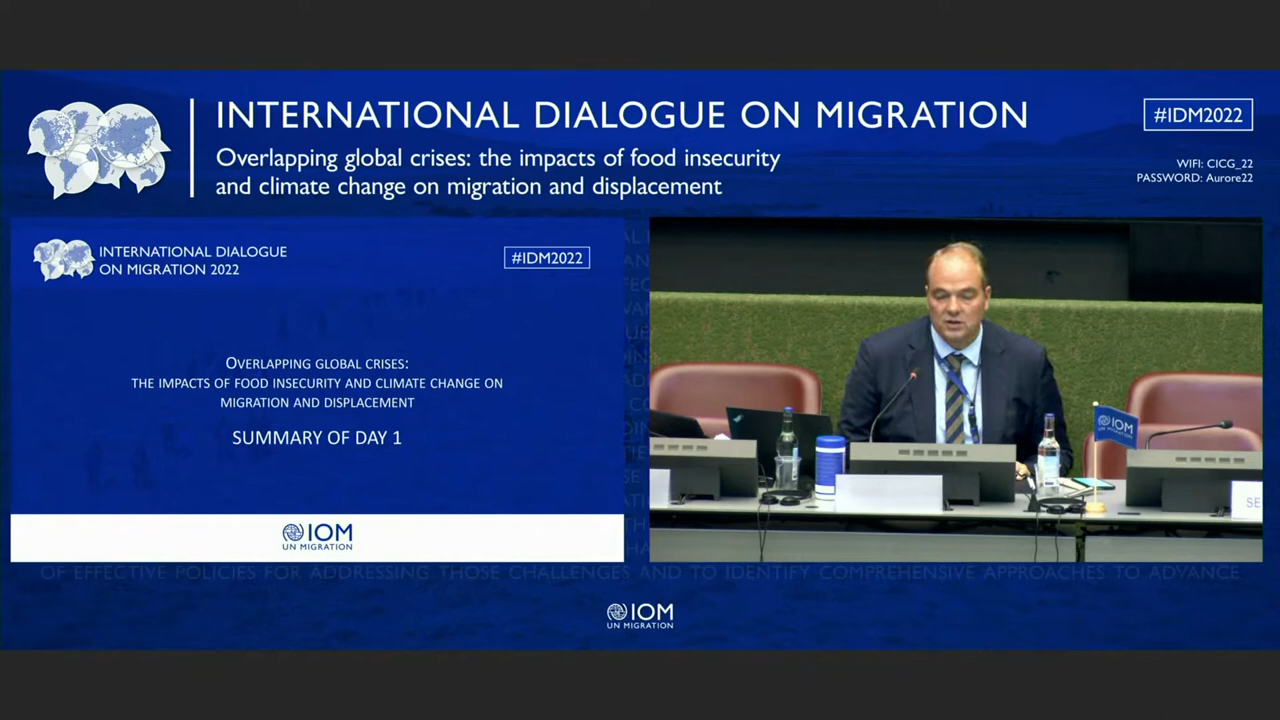 INTERNATIONAL DIALOGUE ON MIGRATION
Overlapping global crises: the impacts of food insecurity
and climate change on migration and displacement
#IDM2022
WIFI: CICG_22
PASSWORD: Aurore22
INTERNATIONAL DIALOGUE
ON MIGRATION 2022
#IDM2022
OVERLAPPING GLOBAL CRISES:
THE IMPACTS OF FOOD INSECURITY AND CLIMATE CHANGE ON
MIGRATION AND DISPLACEMENT
SUMMARY OF DAY 1
IOM
UN MIGRATION
IOM
UN MIGRATION
SE
OF EFFECTIVE POLICIES FOR ADDRESSING THOSE CHALLENGES AND TO IDENTIFY COMPREHENSIVE APPROACHES TO ADVANCE
IOM
UN MIGRATION